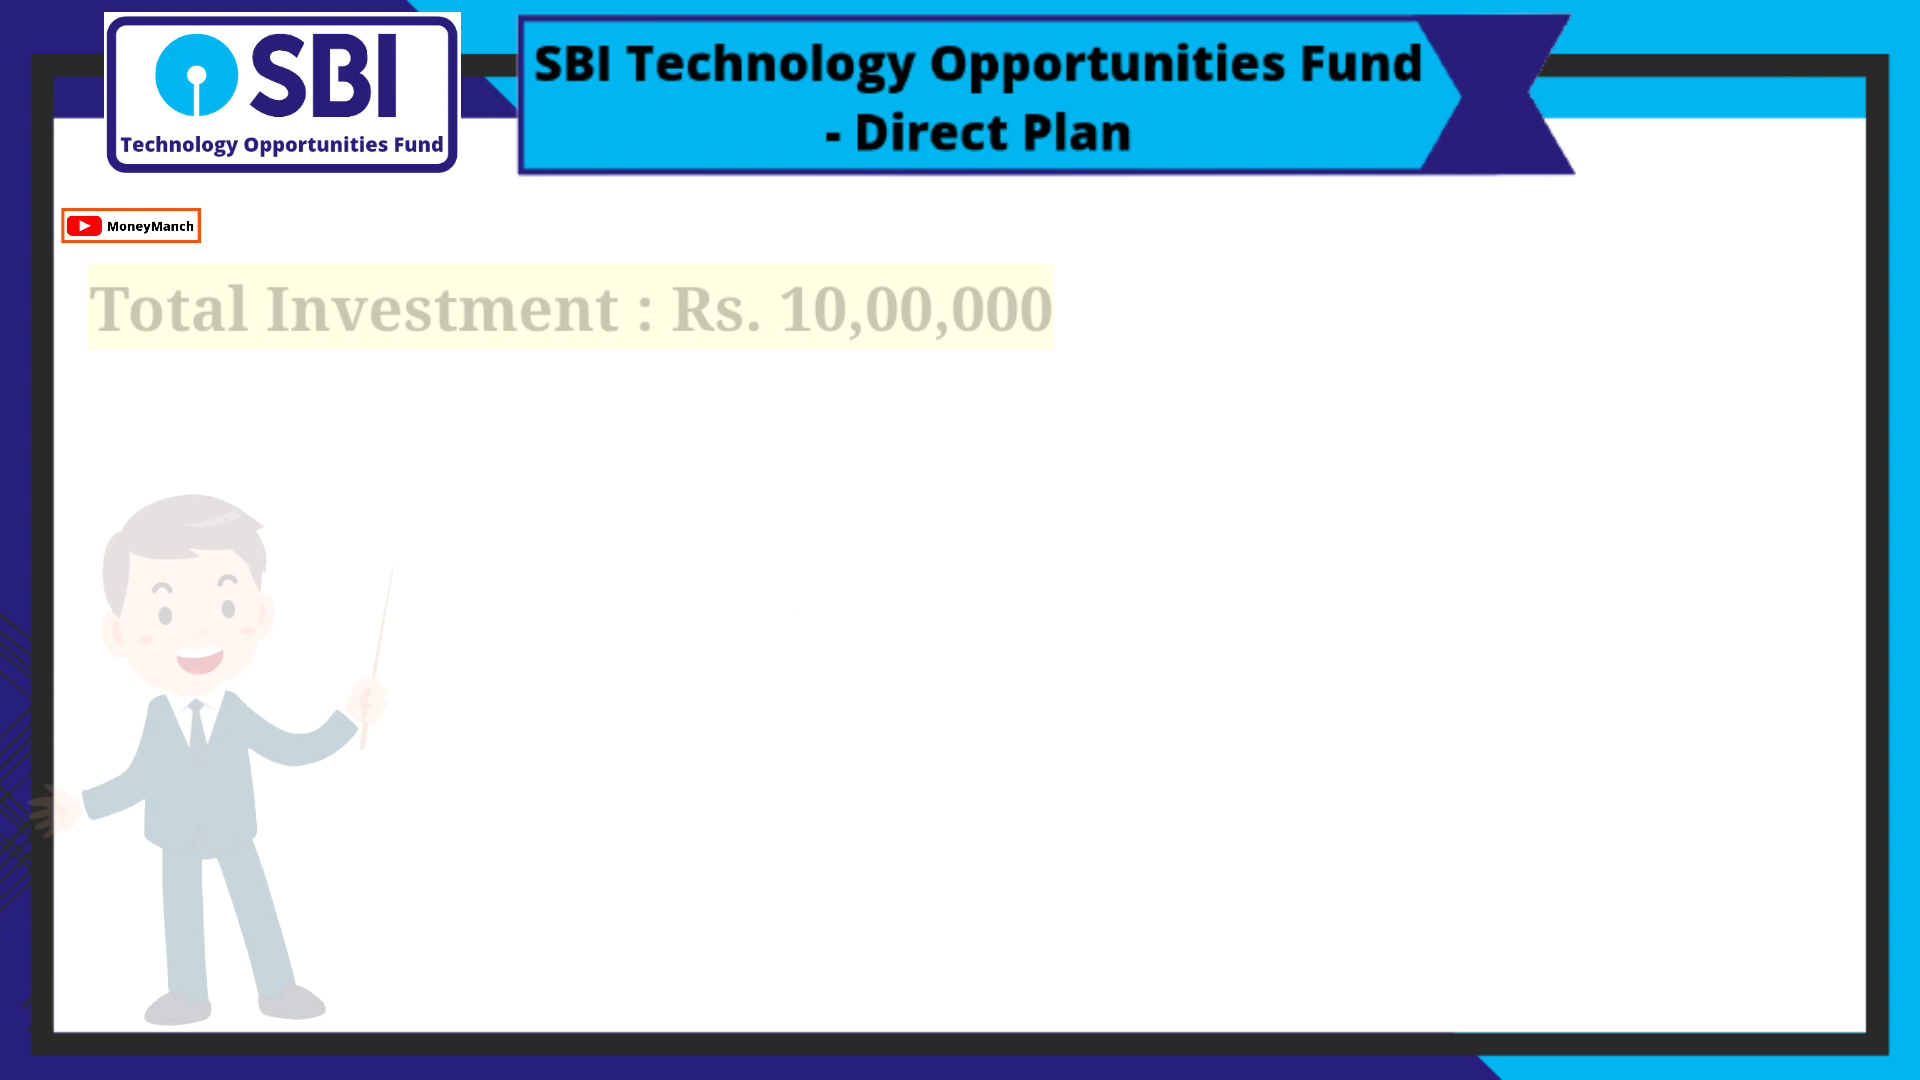 SBI
Technology Opportunities Fund
SBI Technology Opportunities Fund
- Direct Plan
MoneyManch
Total Investment : Rs. 10,00,000